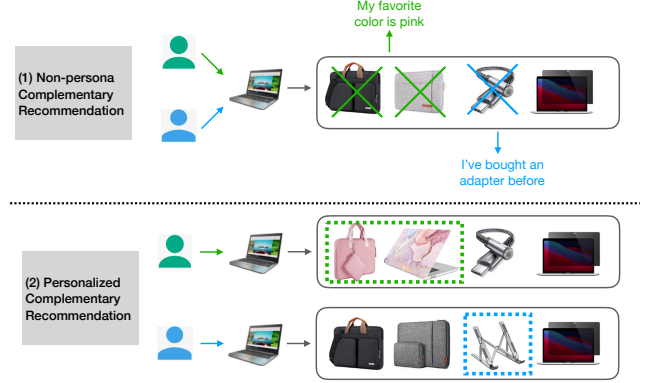 My favorite
color is pink
(1) Non-persona
Complementary
Recommendation
I've bought an
adapter before
(2) Personalized
Complementary
Recommendation